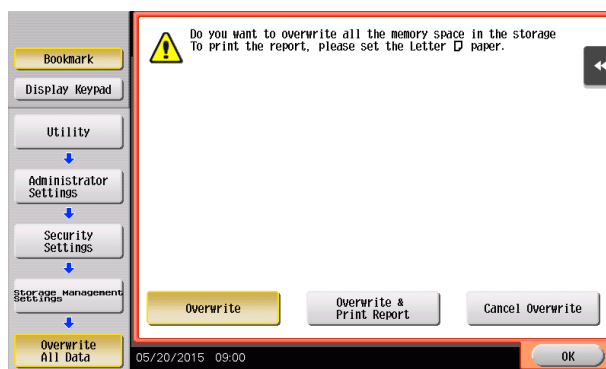 Bookmark
Display Keypad
Utility
Administrator
Settings
Security
Settings
Storage Management
Settings
Overwrite
All Data
Do you want to overwrite all the memory space in the storage
To print the report, please set the Letter paper.
Overwrite
Overwrite &
Print Report
Cancel Overwrite
05/20/2015 09:00
OK